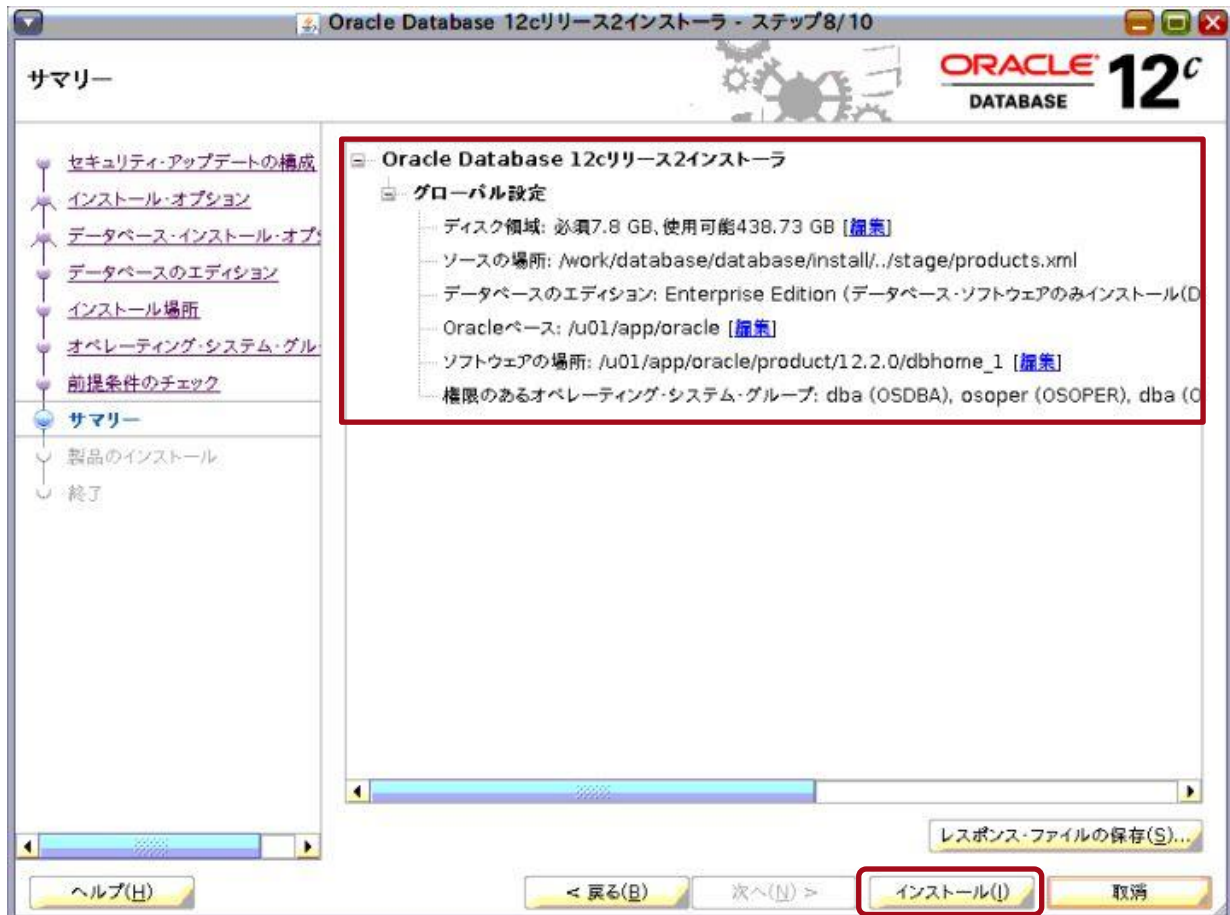 Oracle Database 12cリリース2インストーラ - ステップ8/10
サマリー
ORACLE
DATABASE
12c
セキュリティ・アップデートの構成
インストール・オプション
データベース・インストール・オプ
データベースのエディション
インストール場所
オペレーティング・システム・グル
前提条件のチェック
サマリー
製品のインストール
終了
Oracle Database 12cリリース2インストーラ
グローバル設定
ディスク領域: 必須7.8 GB、使用可能438.73 GB [編集]
ソースの場所: /work/database/database/install/../stage/products.xml
データベースのエディション: Enterprise Edition (データベース・ソフトウェアのみインストール(D
Oracleベース: /u01/app/oracle [編集]
ソフトウェアの場所: /u01/app/oracle/product/12.2.0/dbhome_1 [編集]
権限のあるオペレーティング・システム・グループ: dba (OSDBA), osoper (OSOPER), dba (O
レスポンス・ファイルの保存(S)...
ヘルプ(H)
< 戻る(B)
次へ(N) >
インストール(I)
取消